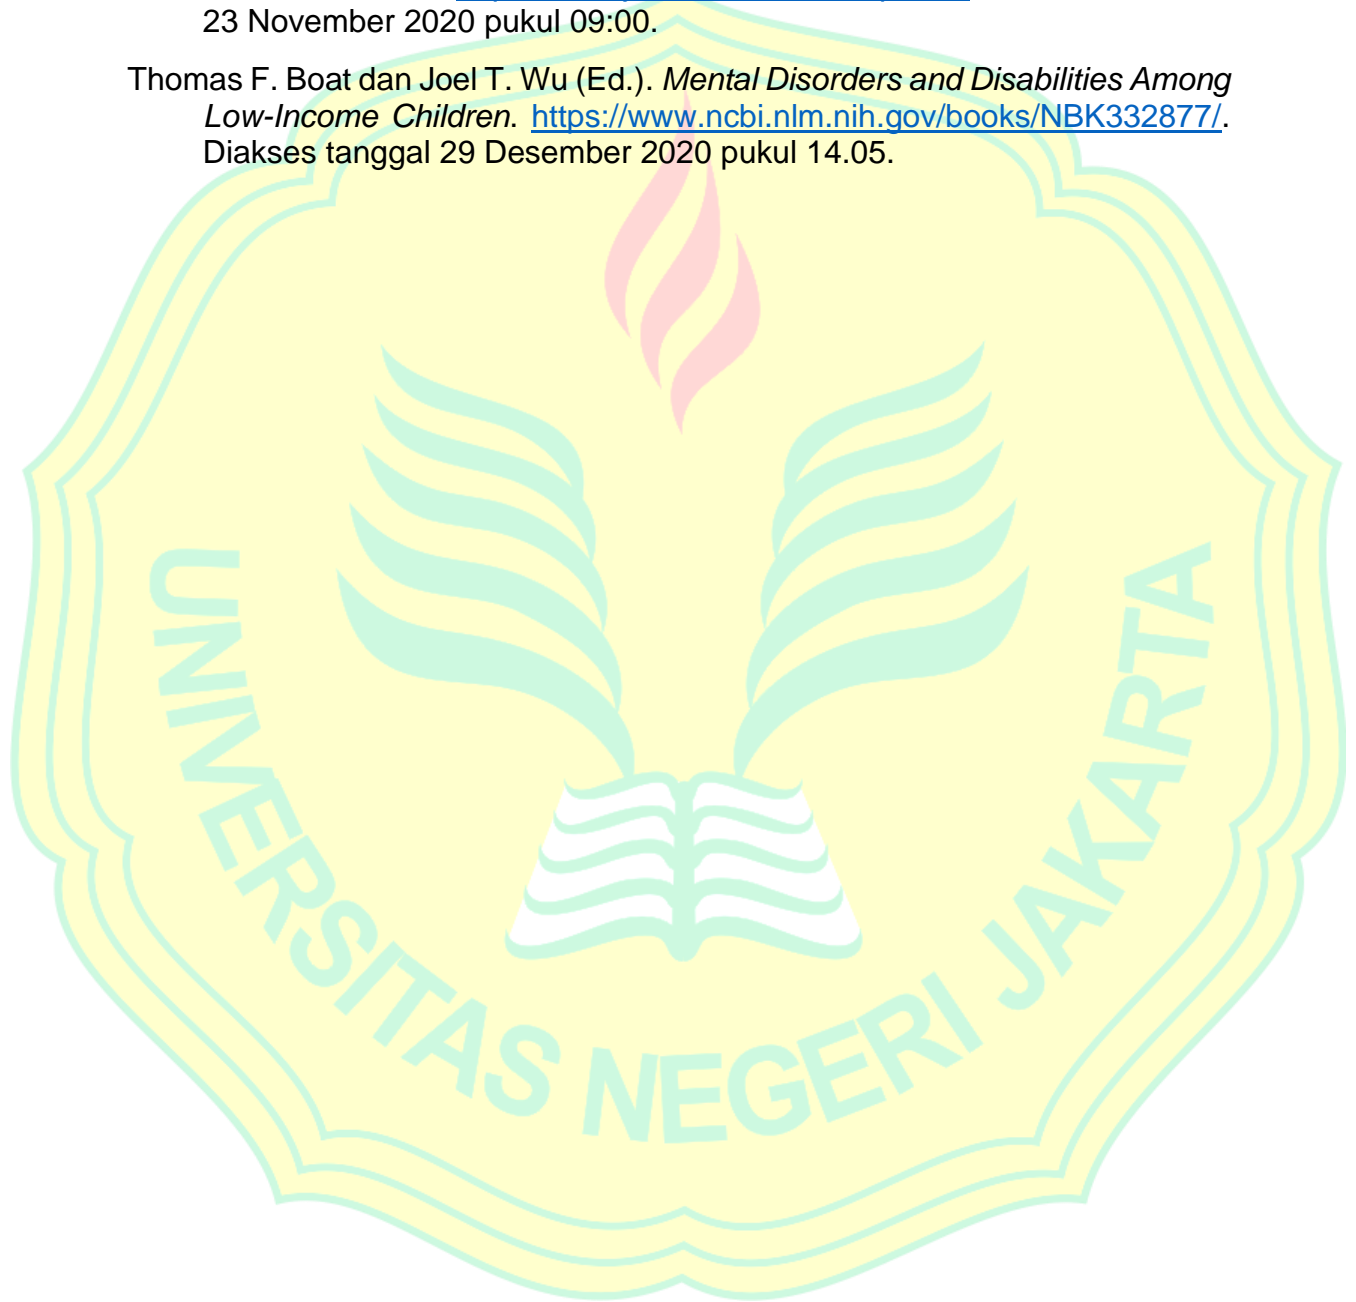 23 November 2020 pukul 09:00.
Thomas F. Boat dan Joel T. Wu (Ed.). Mental Disorders and Disabilities Among
Low-Income Children. https://www.ncbi.nlm.nih.gov/books/NBK332877/.
Diakses tanggal 29 Desember 2020 pukul 14.05.
UNIVERSITAS NEGERI JAKARTA